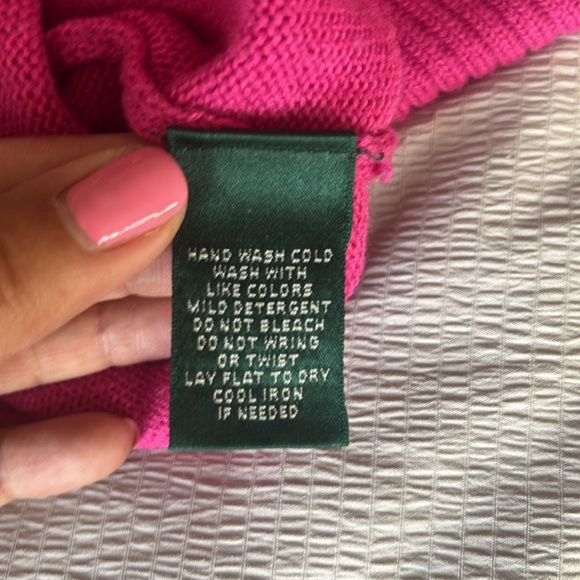 HAND WASH COLD
WASH WITH
LIKE COLORS
MILD DETERGENT
DO NOT BLEACH
DO NOT WRING
OR TWIST
LAY FLAT TO DRY
COOL IRON
IF NEEDED